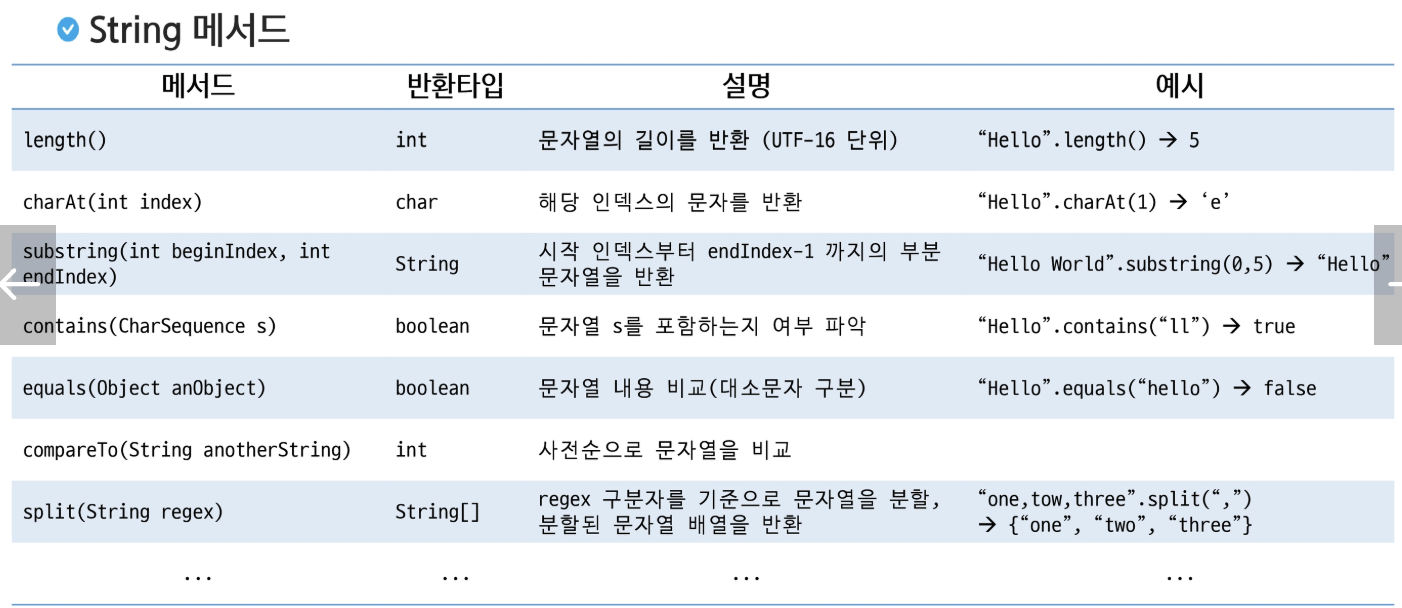 String 메서드
메서드 반환타입 설명 예시
length() int 문자열의 길이를 반환 (UTF-16 단위) “Hello”.length() → 5
charAt(int index) char 해당 인덱스의 문자를 반환 “Hello”.charAt(1) → ‘e’
substring(int beginIndex, int
endIndex)
String
시작 인덱스부터 endIndex-1 까지의 부분
문자열을 반환
“Hello World”.substring(0,5) → “Hello”
contains(CharSequence s) boolean 문자열 s를 포함하는지 여부 파악 “Hello”.contains(“ll”) → true
equals(Object anObject) boolean 문자열 내용 비교(대소문자 구분) “Hello”.equals(“hello”) → false
compareTo(String anotherString) int 사전순으로 문자열을 비교
split(String regex) String[]
regex 구분자를 기준으로 문자열을 분할,
분할된 문자열 배열을 반환
“one,tow,three”.split(“,”)
→ {“one”, “two”, “three”}
... ... ... ...